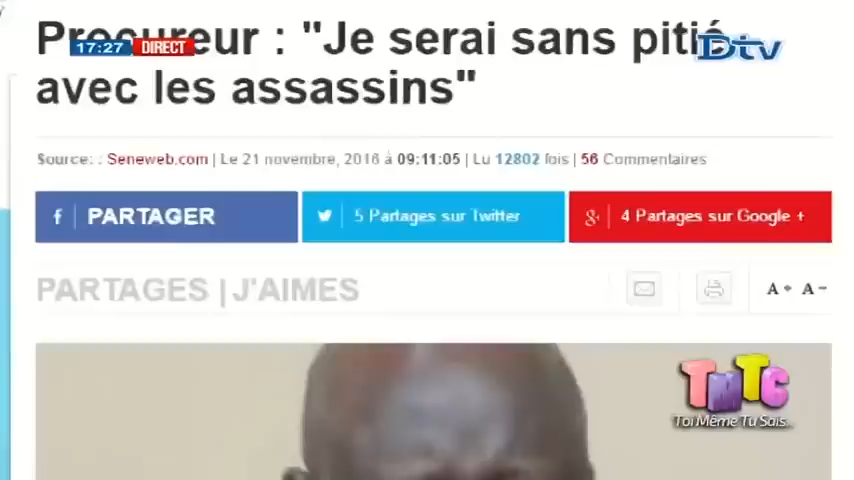 Procureur : "Je serai sans pitié
avec les assassins"
17:27 DIRECT
Dtv
Source: : Seneweb.com | Le 21 novembre, 2016 à 09:11:05 | Lu 12802 fois | 56 Commentaires
f PARTAGER
5 Partages sur Twitter
g+ 4 Partages sur Google +
PARTAGES | J'AIMES
A + A -
TMTC
Toi Même Tu Sais...